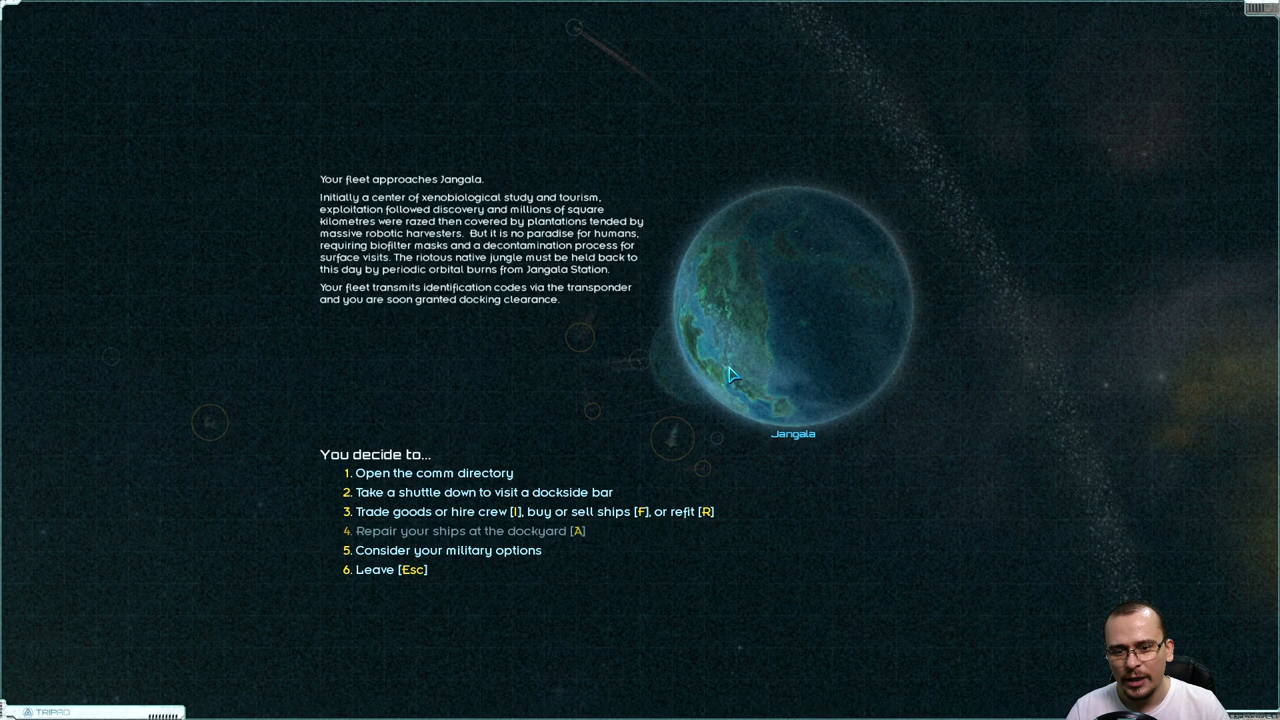 Your fleet approaches Jangala.
Initially a center of xenobiological study and tourism,
exploitation followed discovery and millions of square
kilometres were razed then covered by plantations tended by
massive robotic harvesters. But it is no paradise for humans,
requiring biofilter masks and a decontamination process for
surface visits. The riotous native jungle must be held back to
this day by periodic orbital burns from Jangala Station.
Your fleet transmits identification codes via the transponder
and you are soon granted docking clearance.
Jangala
You decide to...
1. Open the comm directory
2. Take a shuttle down to visit a dockside bar
3. Trade goods or hire crew [I], buy or sell ships [F], or refit [R]
4. Repair your ships at the dockyard [A]
5. Consider your military options
6. Leave [Esc]
TRIPAD